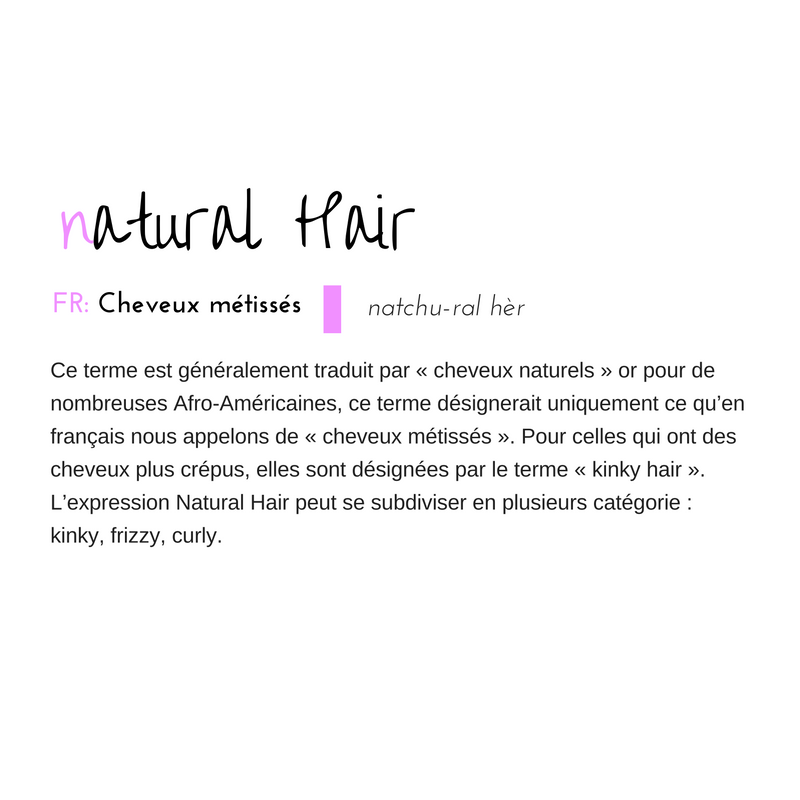 natural Hair
FR: Cheveux métissés natchu-ral hèr
Ce terme est généralement traduit par « cheveux naturels » or pour de
nombreuses Afro-Américaines, ce terme désignerait uniquement ce qu’en
français nous appelons de « cheveux métissés ». Pour celles qui ont des
cheveux plus crépus, elles sont désignées par le terme « kinky hair ».
L’expression Natural Hair peut se subdiviser en plusieurs catégorie :
kinky, frizzy, curly.